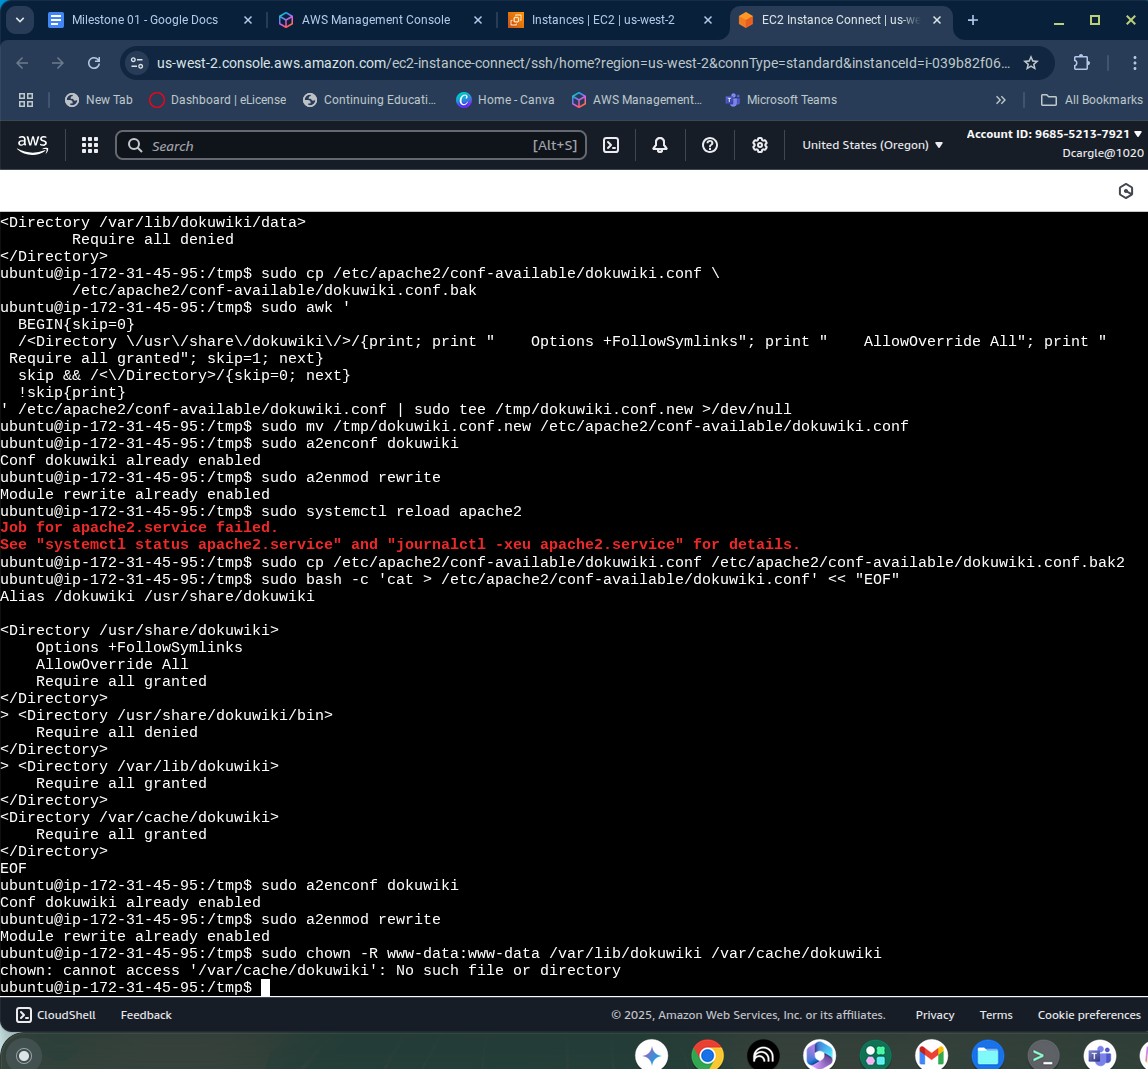 Milestone 01 - Google Docs
AWS Management Console
Instances | EC2 | us-west-2
EC2 Instance Connect | us-we
us-west-2.console.aws.amazon.com/ec2-instance-connect/ssh/home?region=us-west-2&connType=standard&instanceId=i-039b82f06...
New Tab
Dashboard | eLicense
Continuing Educati...
Home - Canva
AWS Management...
Microsoft Teams
All Bookmarks
aws
Search
[Alt+S]
United States (Oregon)
Account ID: 9685-5213-7921
Dcargle@1020
<Directory /var/lib/dokuwiki/data>
        Require all denied
</Directory>
ubuntu@ip-172-31-45-95:/tmp$ sudo cp /etc/apache2/conf-available/dokuwiki.conf \
        /etc/apache2/conf-available/dokuwiki.conf.bak
ubuntu@ip-172-31-45-95:/tmp$ sudo awk '
  BEGIN{skip=0}
  /<Directory \/usr\/share\/dokuwiki\/>/{print; print "    Options +FollowSymlinks"; print "    AllowOverride All"; print "
 Require all granted"; skip=1; next}
  skip && /<\/Directory>/{skip=0; next}
  !skip{print}
' /etc/apache2/conf-available/dokuwiki.conf | sudo tee /tmp/dokuwiki.conf.new >/dev/null
ubuntu@ip-172-31-45-95:/tmp$ sudo mv /tmp/dokuwiki.conf.new /etc/apache2/conf-available/dokuwiki.conf
ubuntu@ip-172-31-45-95:/tmp$ sudo a2enconf dokuwiki
Conf dokuwiki already enabled
ubuntu@ip-172-31-45-95:/tmp$ sudo a2enmod rewrite
Module rewrite already enabled
ubuntu@ip-172-31-45-95:/tmp$ sudo systemctl reload apache2
Job for apache2.service failed.
See "systemctl status apache2.service" and "journalctl -xeu apache2.service" for details.
ubuntu@ip-172-31-45-95:/tmp$ sudo cp /etc/apache2/conf-available/dokuwiki.conf /etc/apache2/conf-available/dokuwiki.conf.bak2
ubuntu@ip-172-31-45-95:/tmp$ sudo bash -c 'cat > /etc/apache2/conf-available/dokuwiki.conf' << "EOF"
Alias /dokuwiki /usr/share/dokuwiki

<Directory /usr/share/dokuwiki>
    Options +FollowSymlinks
    AllowOverride All
    Require all granted
</Directory>
> <Directory /usr/share/dokuwiki/bin>
    Require all denied
</Directory>
> <Directory /var/lib/dokuwiki>
    Require all granted
</Directory>
<Directory /var/cache/dokuwiki>
    Require all granted
</Directory>
EOF
ubuntu@ip-172-31-45-95:/tmp$ sudo a2enconf dokuwiki
Conf dokuwiki already enabled
ubuntu@ip-172-31-45-95:/tmp$ sudo a2enmod rewrite
Module rewrite already enabled
ubuntu@ip-172-31-45-95:/tmp$ sudo chown -R www-data:www-data /var/lib/dokuwiki /var/cache/dokuwiki
chown: cannot access '/var/cache/dokuwiki': No such file or directory
ubuntu@ip-172-31-45-95:/tmp$
CloudShell
Feedback
© 2025, Amazon Web Services, Inc. or its affiliates.
Privacy
Terms
Cookie preferences